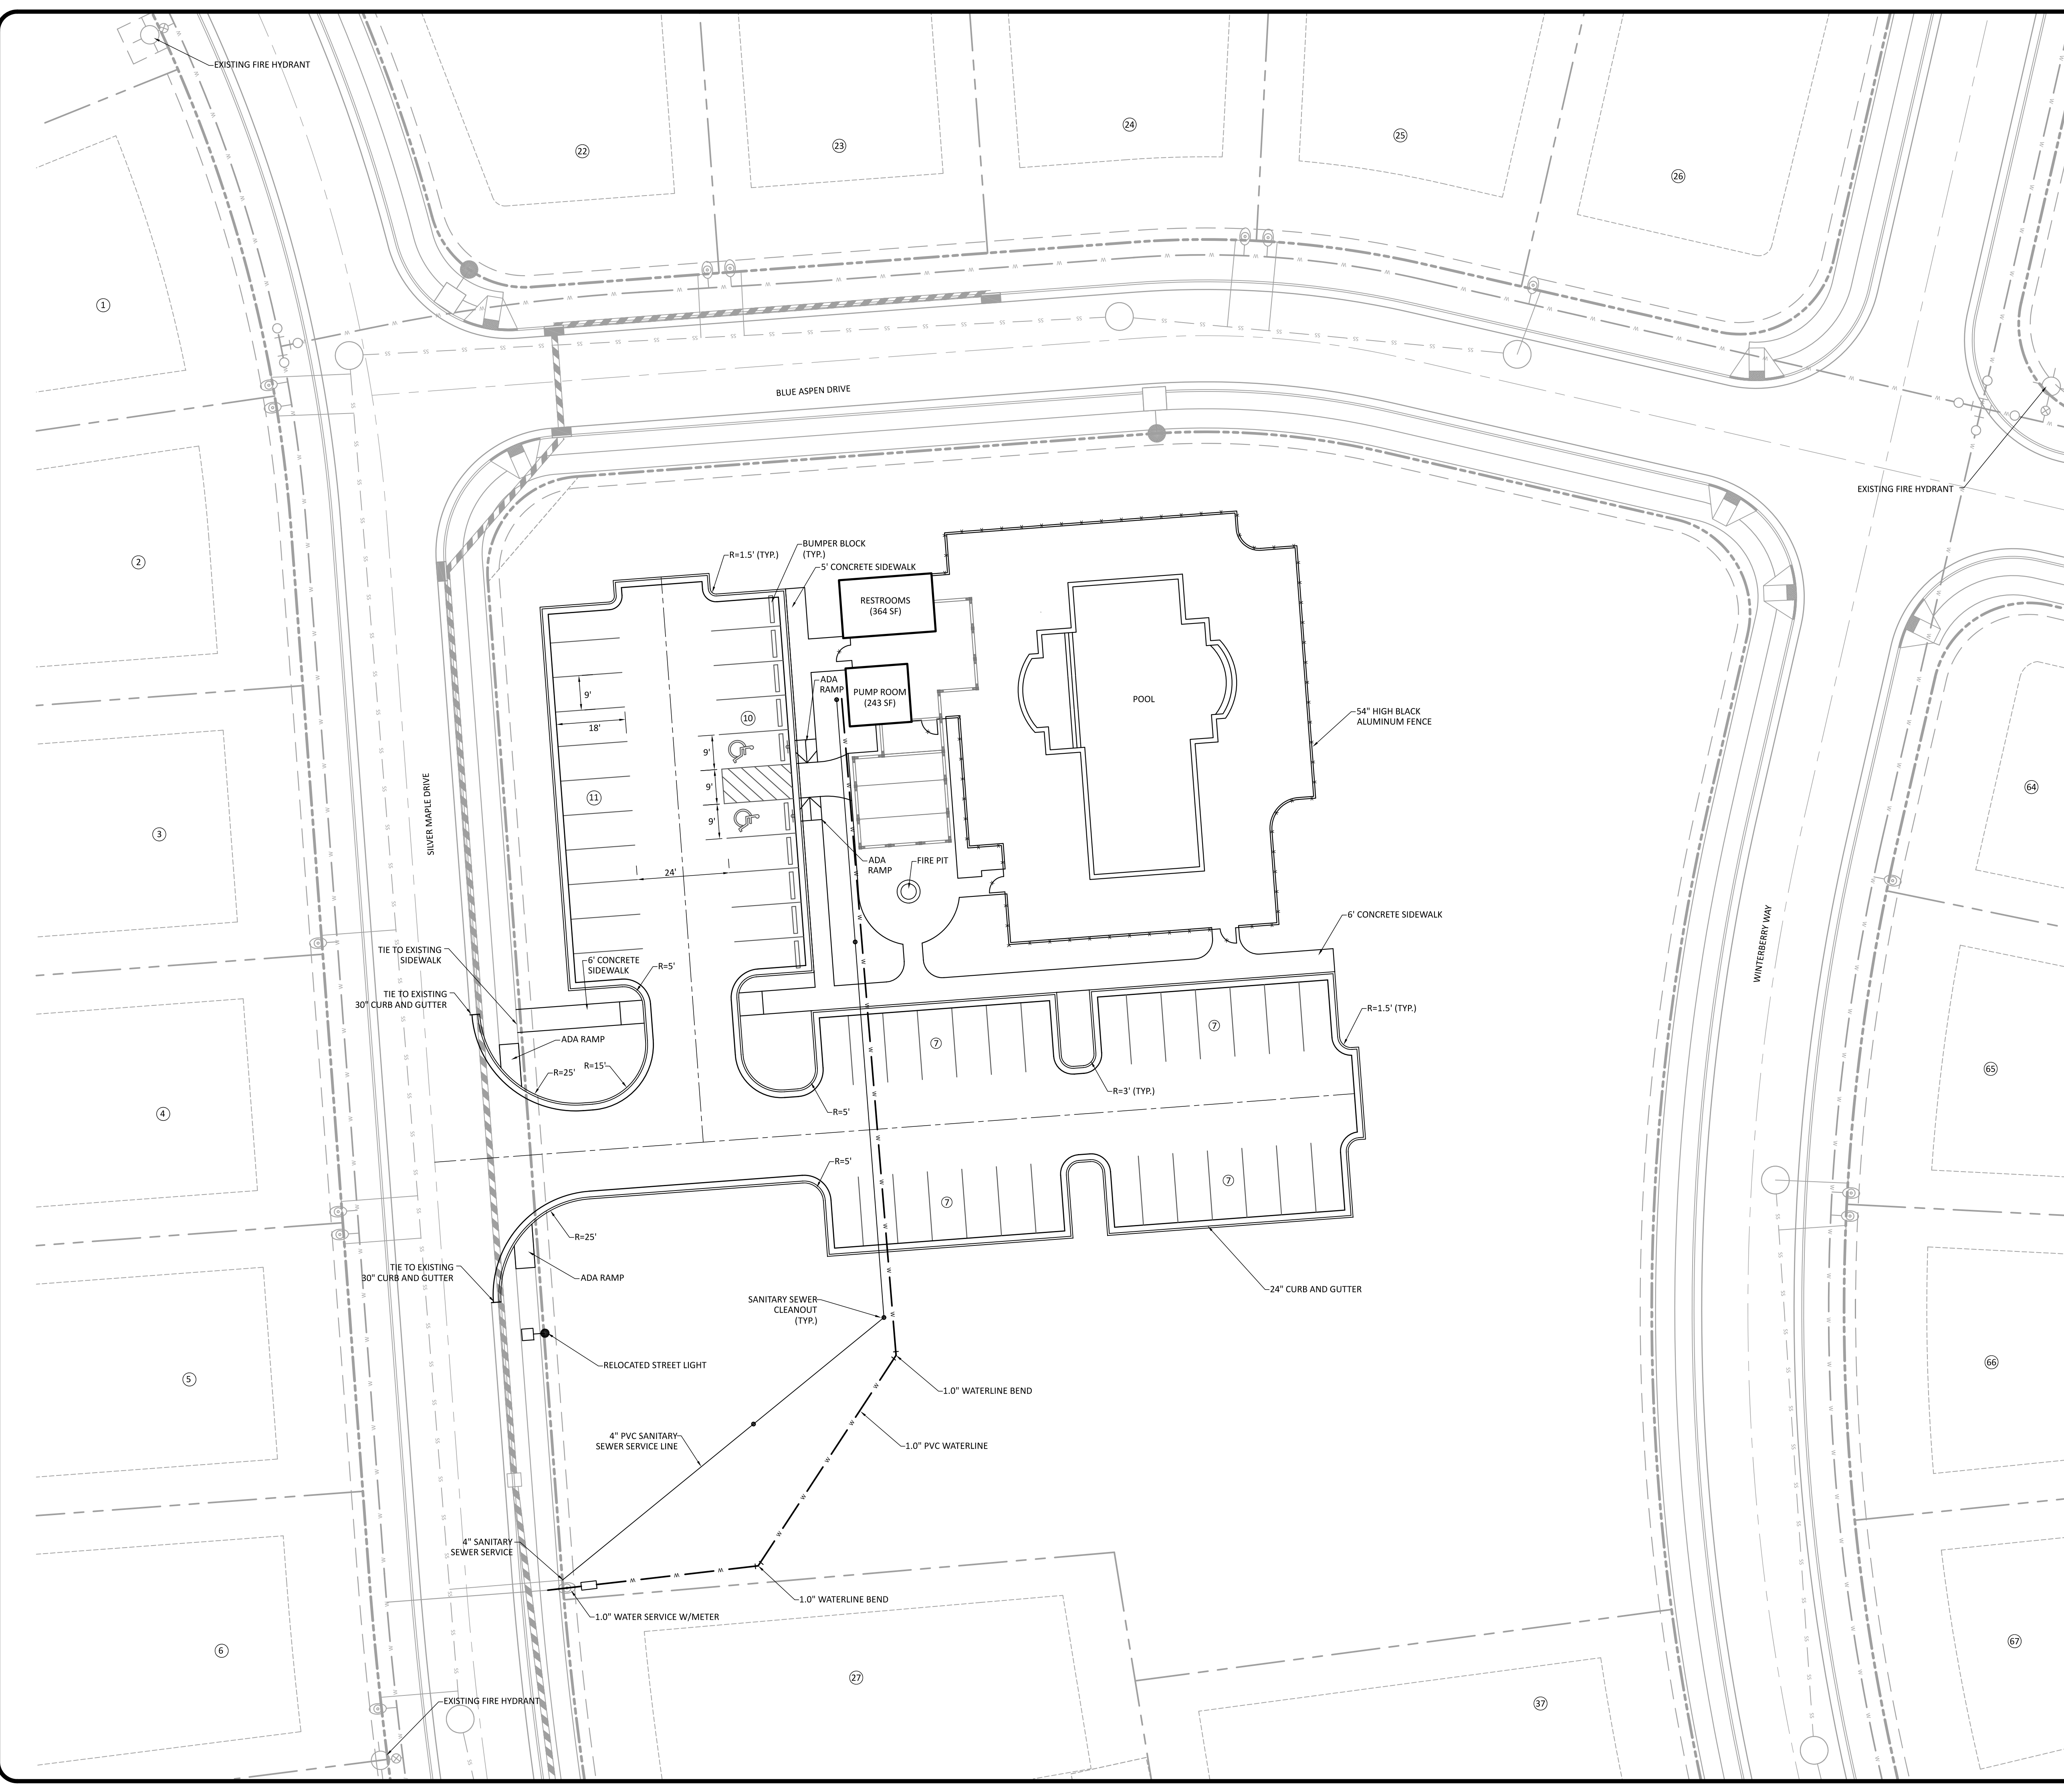 EXISTING FIRE HYDRANT
22
23
24
25
26
1
BLUE ASPEN DRIVE
EXISTING FIRE HYDRANT
2
R=1.5' (TYP.)
BUMPER BLOCK
(TYP.)
5' CONCRETE SIDEWALK
RESTROOMS
(364 SF)
ADA
RAMP
PUMP ROOM
(243 SF)
9'
18'
10
POOL
54" HIGH BLACK
ALUMINUM FENCE
9'
9'
9'
11
64
SILVER MAPLE DRIVE
3
24'
ADA
RAMP
FIRE PIT
6' CONCRETE SIDEWALK
WINTERBERRY WAY
TIE TO EXISTING
SIDEWALK
6' CONCRETE
SIDEWALK
R=5'
TIE TO EXISTING
30" CURB AND GUTTER
R=1.5' (TYP.)
7
7
ADA RAMP
R=25'
R=15'
65
R=3' (TYP.)
R=5'
4
R=5'
7
7
R=25'
TIE TO EXISTING
30" CURB AND GUTTER
ADA RAMP
24" CURB AND GUTTER
SANITARY SEWER
CLEANOUT
(TYP.)
RELOCATED STREET LIGHT
66
5
1.0" WATERLINE BEND
4" PVC SANITARY
SEWER SERVICE LINE
1.0" PVC WATERLINE
4" SANITARY
SEWER SERVICE
1.0" WATERLINE BEND
1.0" WATER SERVICE W/METER
6
67
27
37
EXISTING FIRE HYDRANT